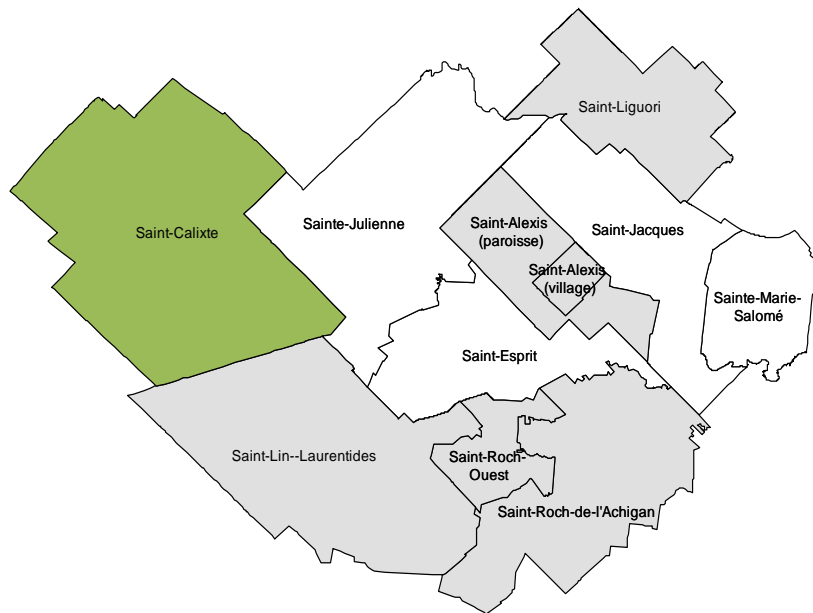 Saint-Liguori
Saint-Calixte
Sainte-Julienne
Saint-Alexis
(paroisse)
Saint-Jacques
Saint-Alexis
(village)
Sainte-Marie-
Salomé
Saint-Esprit
Saint-Lin--Laurentides
Saint-Roch-
Ouest
Saint-Roch-de-l'Achigan